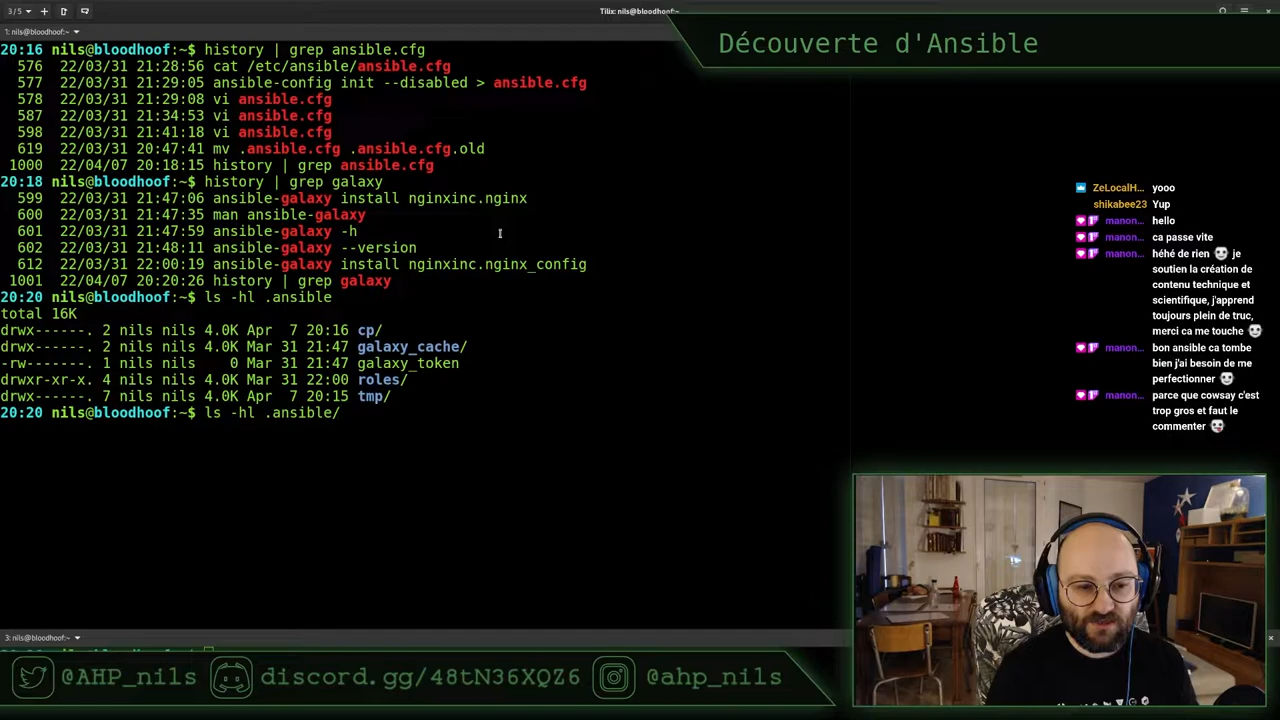 3/5
Tilix: nils@bloodhoof:~
1: nils@bloodhoof:~
Découverte d'Ansible
20:16 nils@bloodhoof:~$ history | grep ansible.cfg
576 22/03/31 21:28:56 cat /etc/ansible/ansible.cfg
577 22/03/31 21:29:05 ansible-config init --disabled > ansible.cfg
578 22/03/31 21:29:08 vi ansible.cfg
587 22/03/31 21:34:53 vi ansible.cfg
598 22/03/31 21:41:18 vi ansible.cfg
619 22/03/31 20:47:41 mv .ansible.cfg .ansible.cfg.old
1000 22/04/07 20:18:15 history | grep ansible.cfg
20:18 nils@bloodhoof:~$ history | grep galaxy
599 22/03/31 21:47:06 ansible-galaxy install nginxinc.nginx
600 22/03/31 21:47:35 man ansible-galaxy
601 22/03/31 21:47:59 ansible-galaxy -h
602 22/03/31 21:48:11 ansible-galaxy --version
612 22/03/31 22:00:19 ansible-galaxy install nginxinc.nginx_config
1001 22/04/07 20:20:26 history | grep galaxy
20:20 nils@bloodhoof:~$ ls -hl .ansible
total 16K
drwx------. 2 nils nils 4.0K Apr 7 20:16 cp/
drwx------. 2 nils nils 4.0K Mar 31 21:47 galaxy_cache/
-rw-------. 1 nils nils 0 Mar 31 21:47 galaxy_token
drwxr-xr-x. 4 nils nils 4.0K Mar 31 22:00 roles/
drwx------. 7 nils nils 4.0K Apr 7 20:15 tmp/
20:20 nils@bloodhoof:~$ ls -hl .ansible/
ZeLocalH... yooo
shikabee23 Yup
manon... hello
manon... ca passe vite
manon... héhé de rien je
soutien la création de
contenu technique et
scientifique, j'apprend
toujours plein de truc,
merci ca me touche
manon... bon ansible ca tombe
bien j'ai besoin de me
perfectionner
manon... parce que cowsay c'est
trop gros et faut le
commenter
3: nils@bloodhoof:~
@AHP_nils
discord.gg/48tN36XQZ6
@ahp_nils